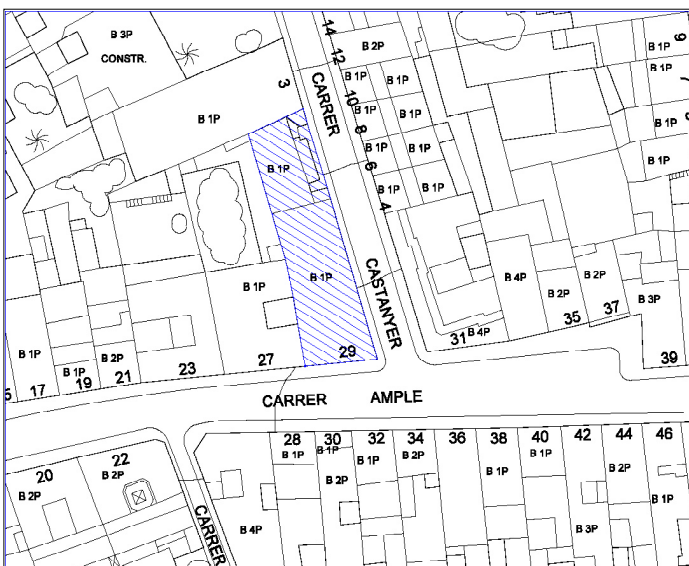 B 3P
CONSTR.
14
12
B 2P
B 1P
B 1P
B 1P
3
CARRER
10
B 1P
B 1P
B 1P
B 1P
8
B 1P
B 1P
6
B 1P
B 1P
B 1P
B 1P
4
B 1P
B 1P
CASTANYER
B 4P
B 2P
B 2P
B 3P
31
B 4P
35
37
39
B 1P
17
B 1P
19
B 2P
21
23
27
29
CARRER AMPLE
20
B 2P
22
B 2P
CARRER
28
B 1P
30
B 1P
B 2P
32
B 1P
34
B 2P
36
38
B 1P
40
B 1P
42
B 3P
44
B 2P
46
B 1P
B 4P